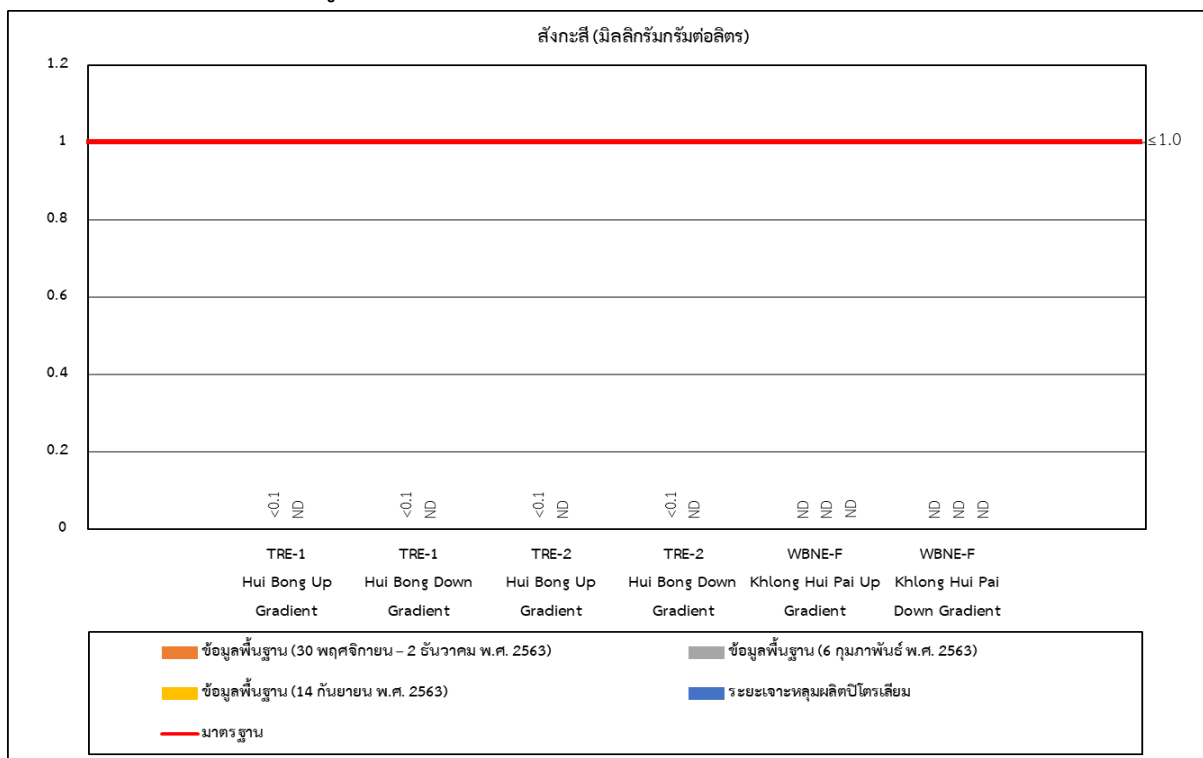 สังกะสี (มิลลิกรัมกรัมต่อลิตร)
1.2
1
≤1.0
0.8
0.6
0.4
0.2
0
<0.1 ND <0.1 ND <0.1 ND <0.1 ND ND ND ND ND ND ND
TRE-1 TRE-1 TRE-2 TRE-2 WBNE-F WBNE-F
Hui Bong Up Hui Bong Down Hui Bong Up Hui Bong Down Khlong Hui Pai Up Khlong Hui Pai
Gradient Gradient Gradient Gradient Gradient Down Gradient
ข้อมูลพื้นฐาน (30 พฤศจิกายน – 2 ธันวาคม พ.ศ. 2563) ข้อมูลพื้นฐาน (6 กุมภาพันธ์ พ.ศ. 2563)
ข้อมูลพื้นฐาน (14 กันยายน พ.ศ. 2563) ระยะเจาะหลุมผลิตปิโตรเลียม
มาตรฐาน